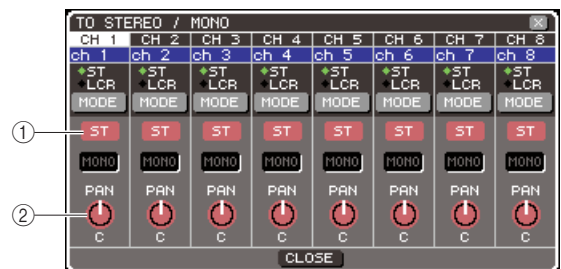 TO STEREO / MONO
CH 1 CH 2 CH 3 CH 4 CH 5 CH 6 CH 7 CH 8
ch 1 ch 2 ch 3 ch 4 ch 5 ch 6 ch 7 ch 8
ST ST ST ST ST ST ST ST
LCR LCR LCR LCR LCR LCR LCR LCR
MODE MODE MODE MODE MODE MODE MODE MODE
① ST ST ST ST ST ST ST ST
MONO MONO MONO MONO MONO MONO MONO MONO
PAN PAN PAN PAN PAN PAN PAN PAN
②
C C C C C C C C
CLOSE